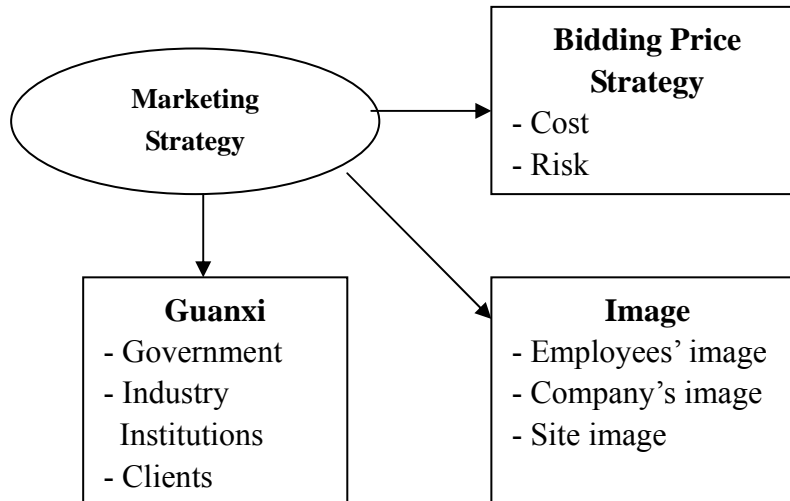 Marketing
Strategy
Bidding Price
Strategy
- Cost
- Risk
Guanxi
- Government
- Industry
Institutions
- Clients
Image
- Employees’ image
- Company’s image
- Site image